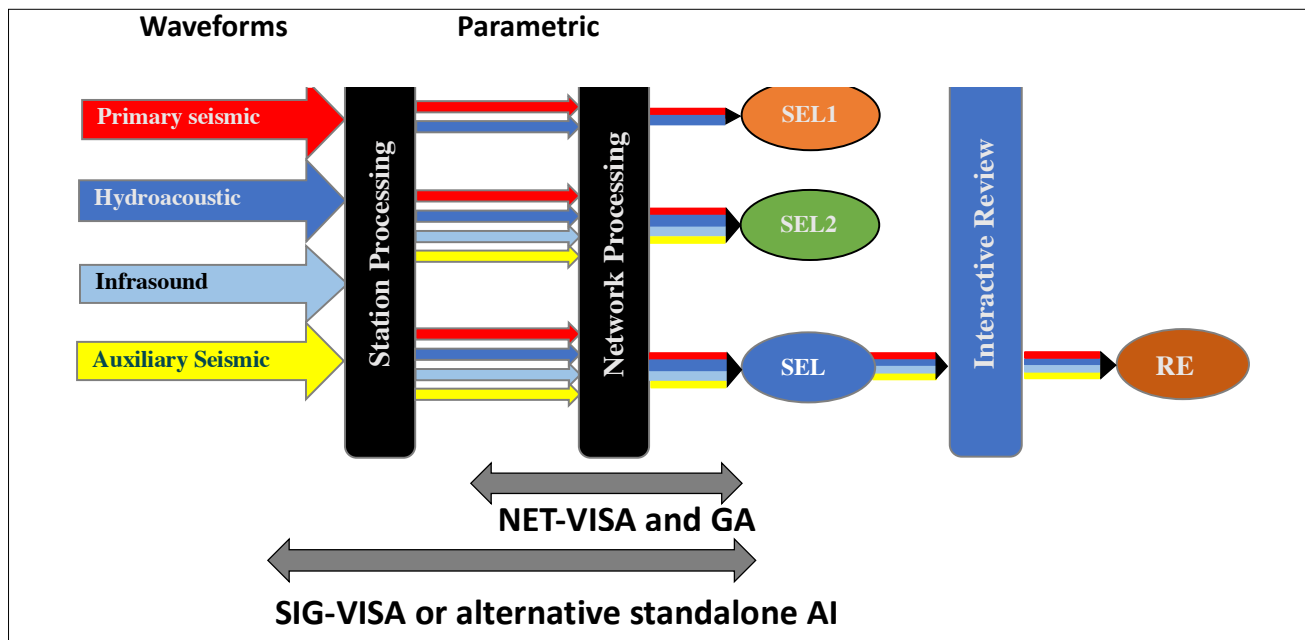 Waveforms Parametric
Primary seismic
Hydroacoustic
Infrasound
Auxiliary Seismic
Station Processing
Network Processing
SEL1
SEL2
SEL
Interactive Review
RE
NET-VISA and GA
SIG-VISA or alternative standalone AI